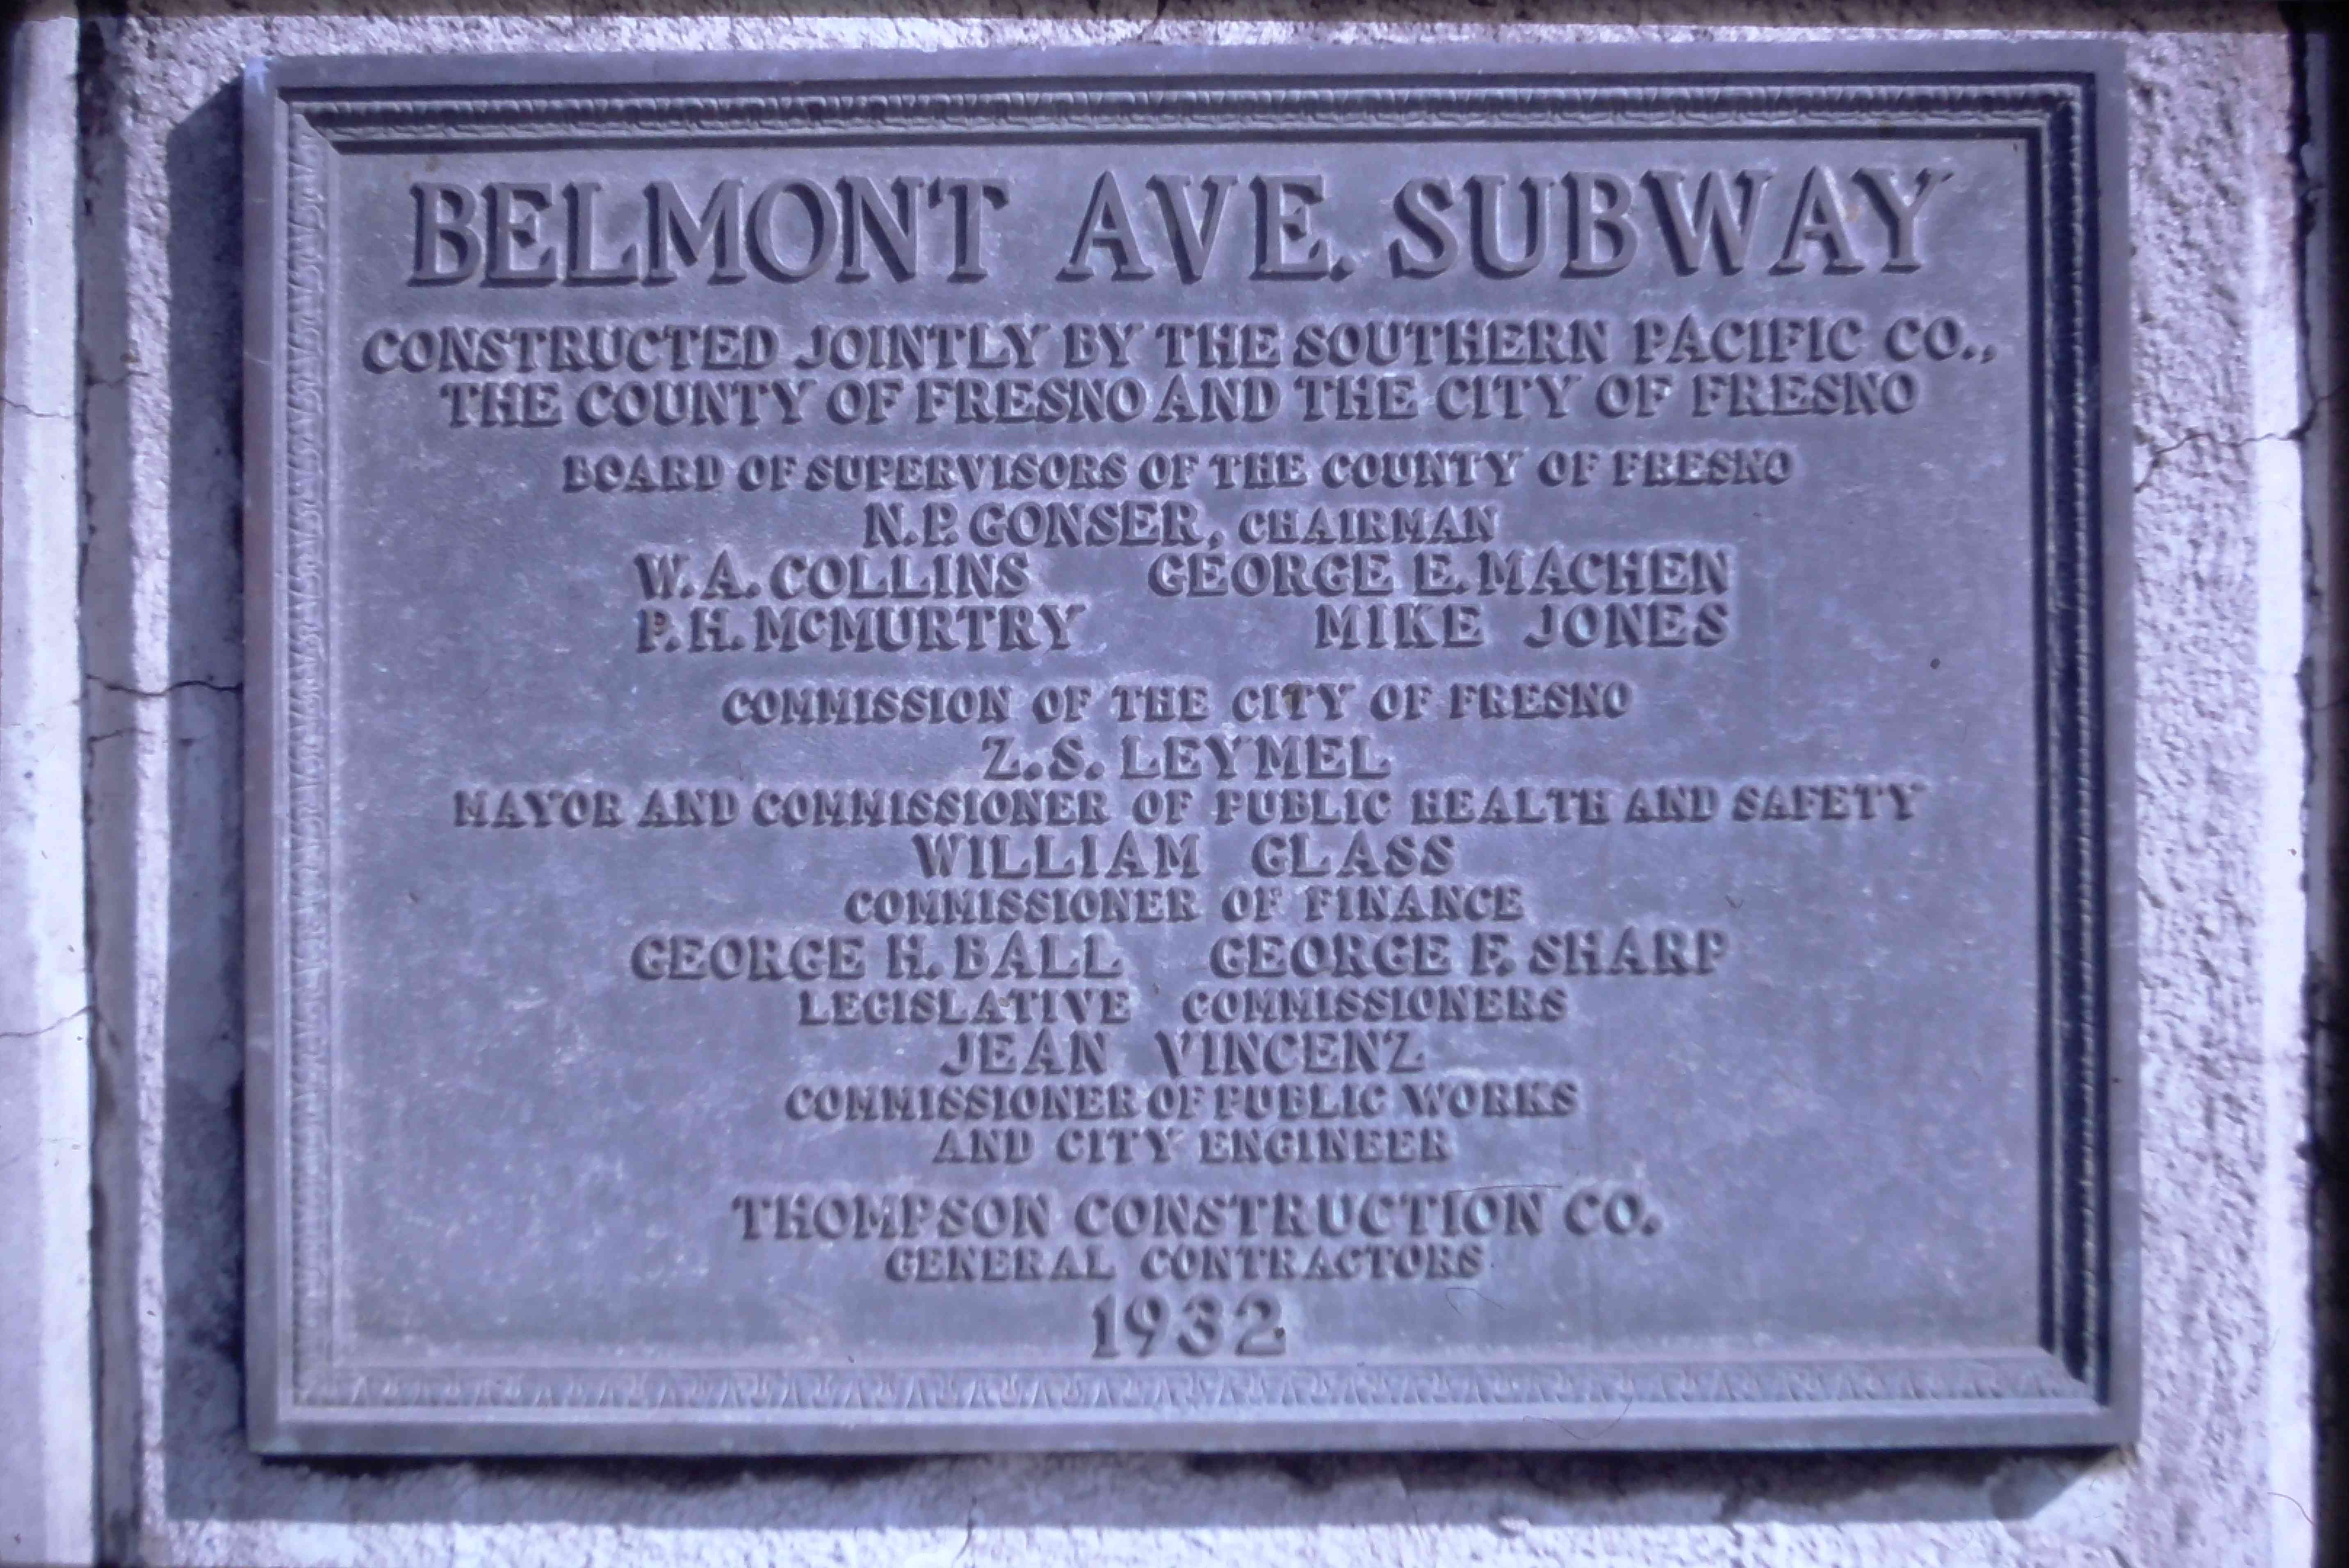 BELMONT AVE. SUBWAY
CONSTRUCTED JOINTLY BY THE SOUTHERN PACIFIC CO.,
THE COUNTY OF FRESNO AND THE CITY OF FRESNO
BOARD OF SUPERVISORS OF THE COUNTY OF FRESNO
N.P. GONSER, CHAIRMAN
W.A. COLLINS GEORGE E. MACHEN
P.H. McMURTRY MIKE JONES
COMMISSION OF THE CITY OF FRESNO
Z.S. LEYMEL
MAYOR AND COMMISSIONER OF PUBLIC HEALTH AND SAFETY
WILLIAM GLASS
COMMISSIONER OF FINANCE
GEORGE H. BALL GEORGE F. SHARP
LEGISLATIVE COMMISSIONERS
JEAN VINCENZ
COMMISSIONER OF PUBLIC WORKS
AND CITY ENGINEER
THOMPSON CONSTRUCTION CO.
GENERAL CONTRACTORS
1932